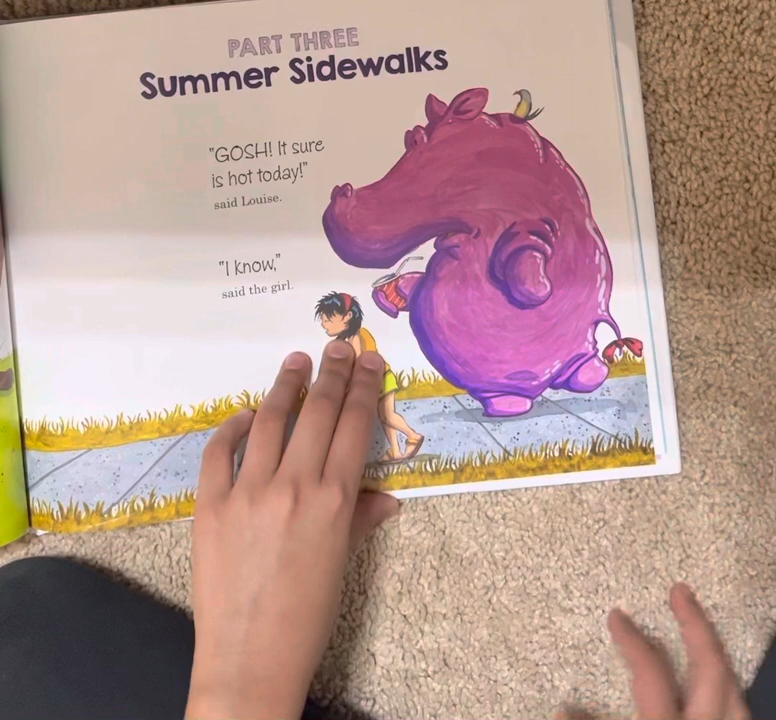 PART THREE
Summer Sidewalks
"GOSH! It sure
is hot today!"
said Louise.
"I know,"
said the girl.